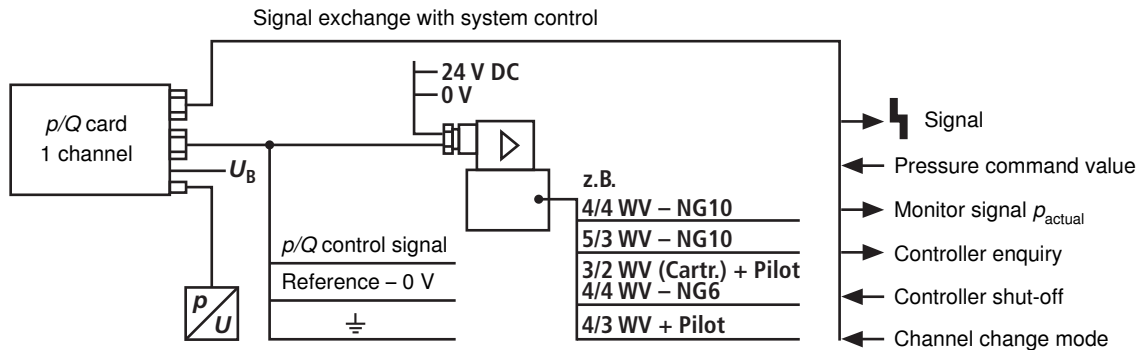 Signal exchange with system control
24 V DC
0 V
p/Q card
1 channel
U_B
z.B.
4/4 WV – NG10
5/3 WV – NG10
3/2 WV (Cartr.) + Pilot
4/4 WV – NG6
4/3 WV + Pilot
p/Q control signal
Reference – 0 V
p
U
Signal
Pressure command value
Monitor signal p_actual
Controller enquiry
Controller shut-off
Channel change mode